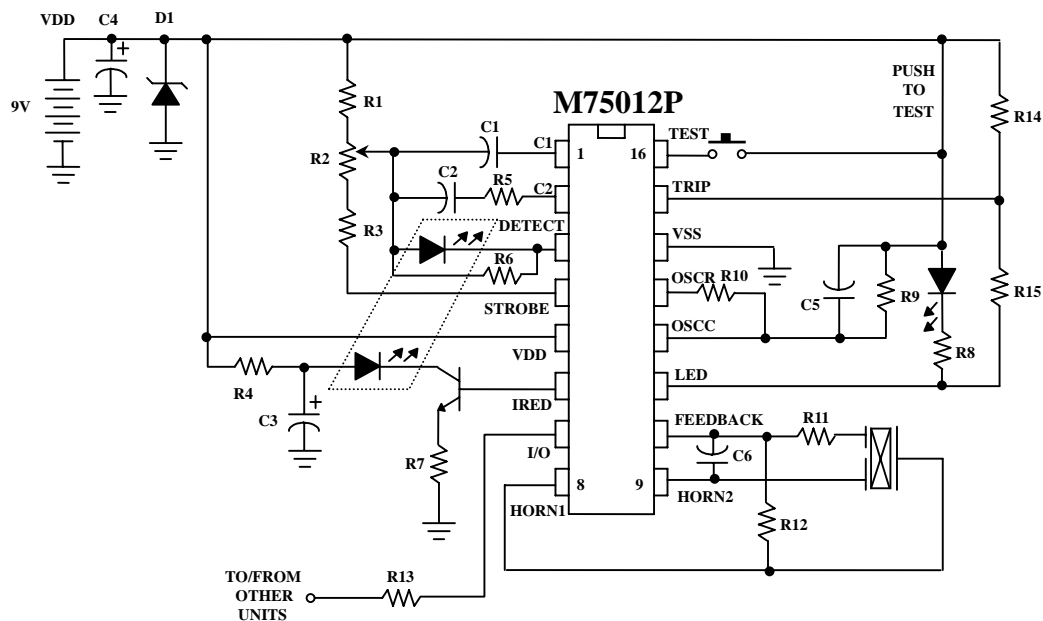 VDD
C4
D1
+
9V
R1
R2
R3
C1
C2
R5
R6
R4
C3
+
R7
R13
TO/FROM
OTHER
UNITS
M75012P
C1
C2
DETECT
STROBE
VDD
IRED
I/O
HORN1
1
8
16
9
TEST
TRIP
VSS
OSCR
OSCC
LED
FEEDBACK
HORN2
R10
C5
R9
R8
PUSH
TO
TEST
R14
R15
R11
C6
R12